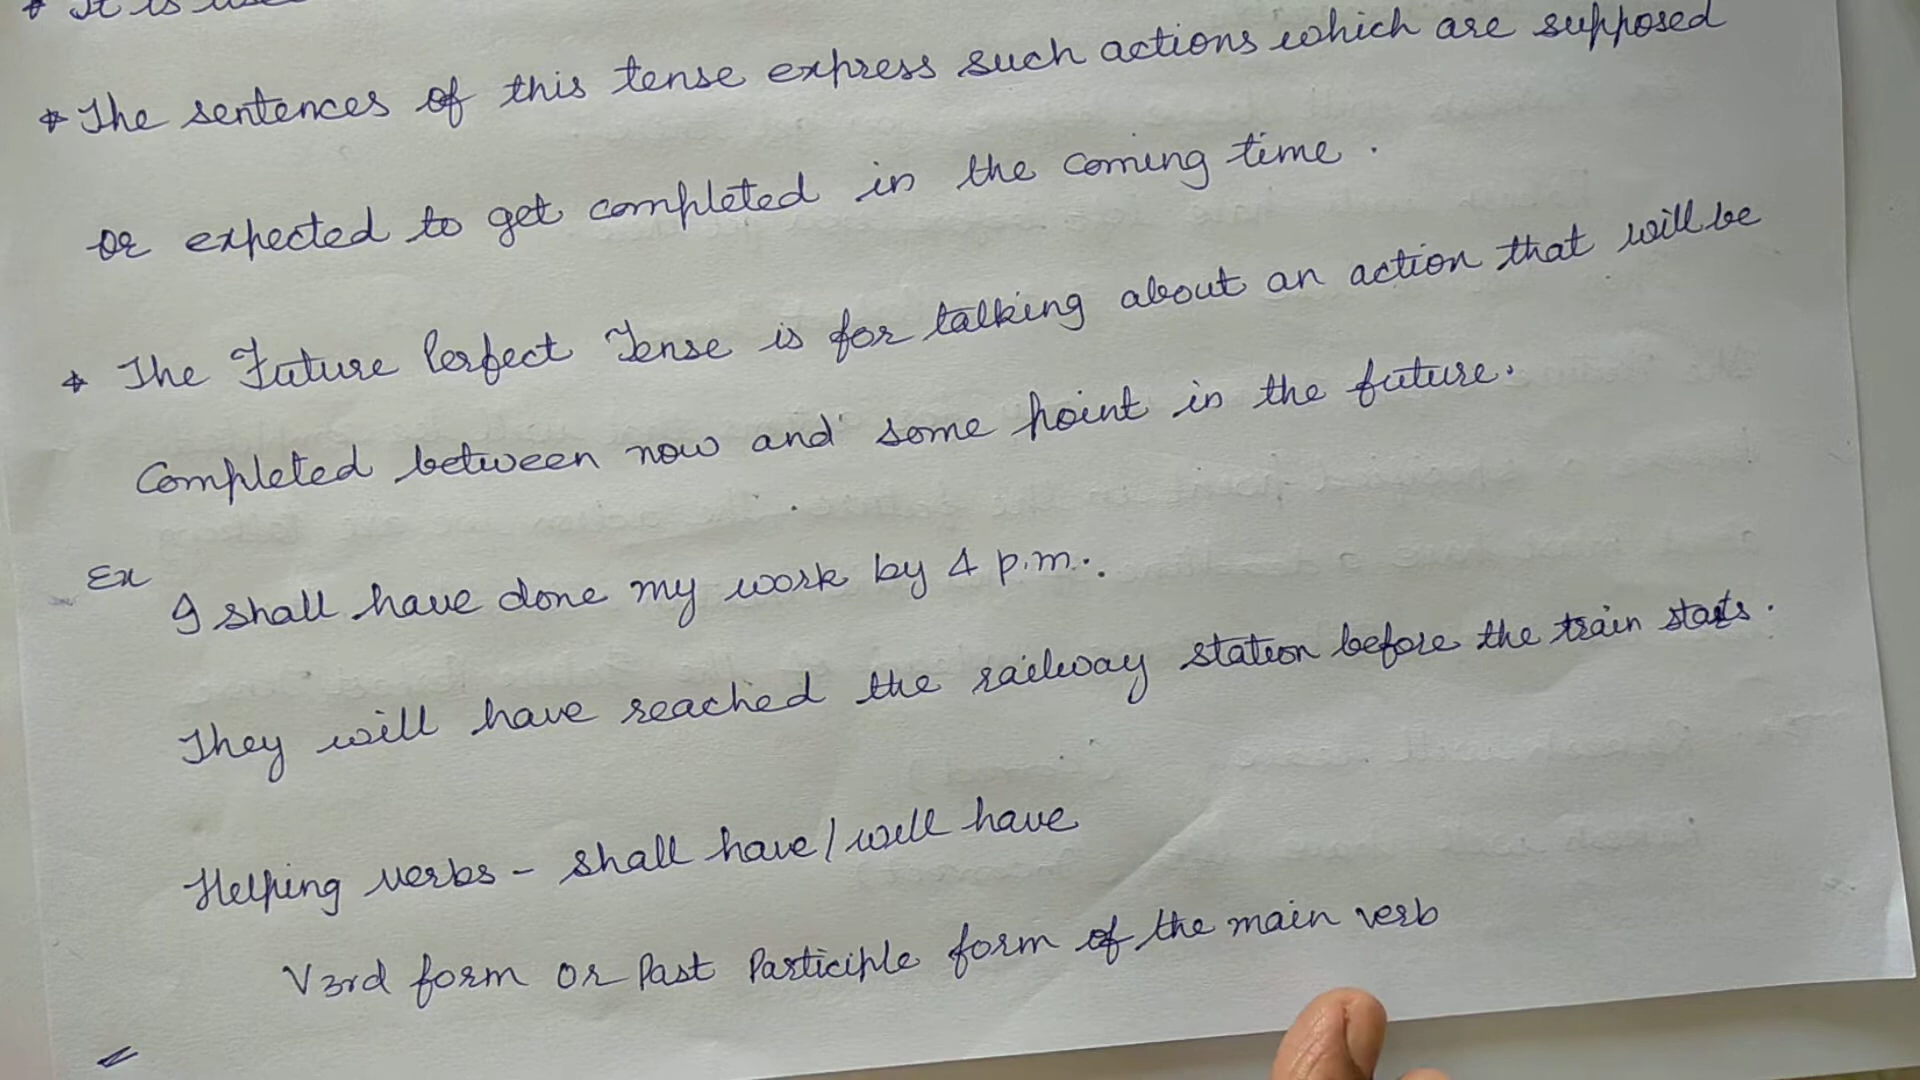 * It is used
* The sentences of this tense express such actions which are supposed
or expected to get completed in the coming time.
* The Future Perfect Tense is for talking about an action that will be
Completed between now and some point in the future.
Ex I shall have done my work by 4 p.m..
They will have reached the railway station before the train starts.
Helping verbs - shall have / will have
V3rd form or Past Participle form of the main verb